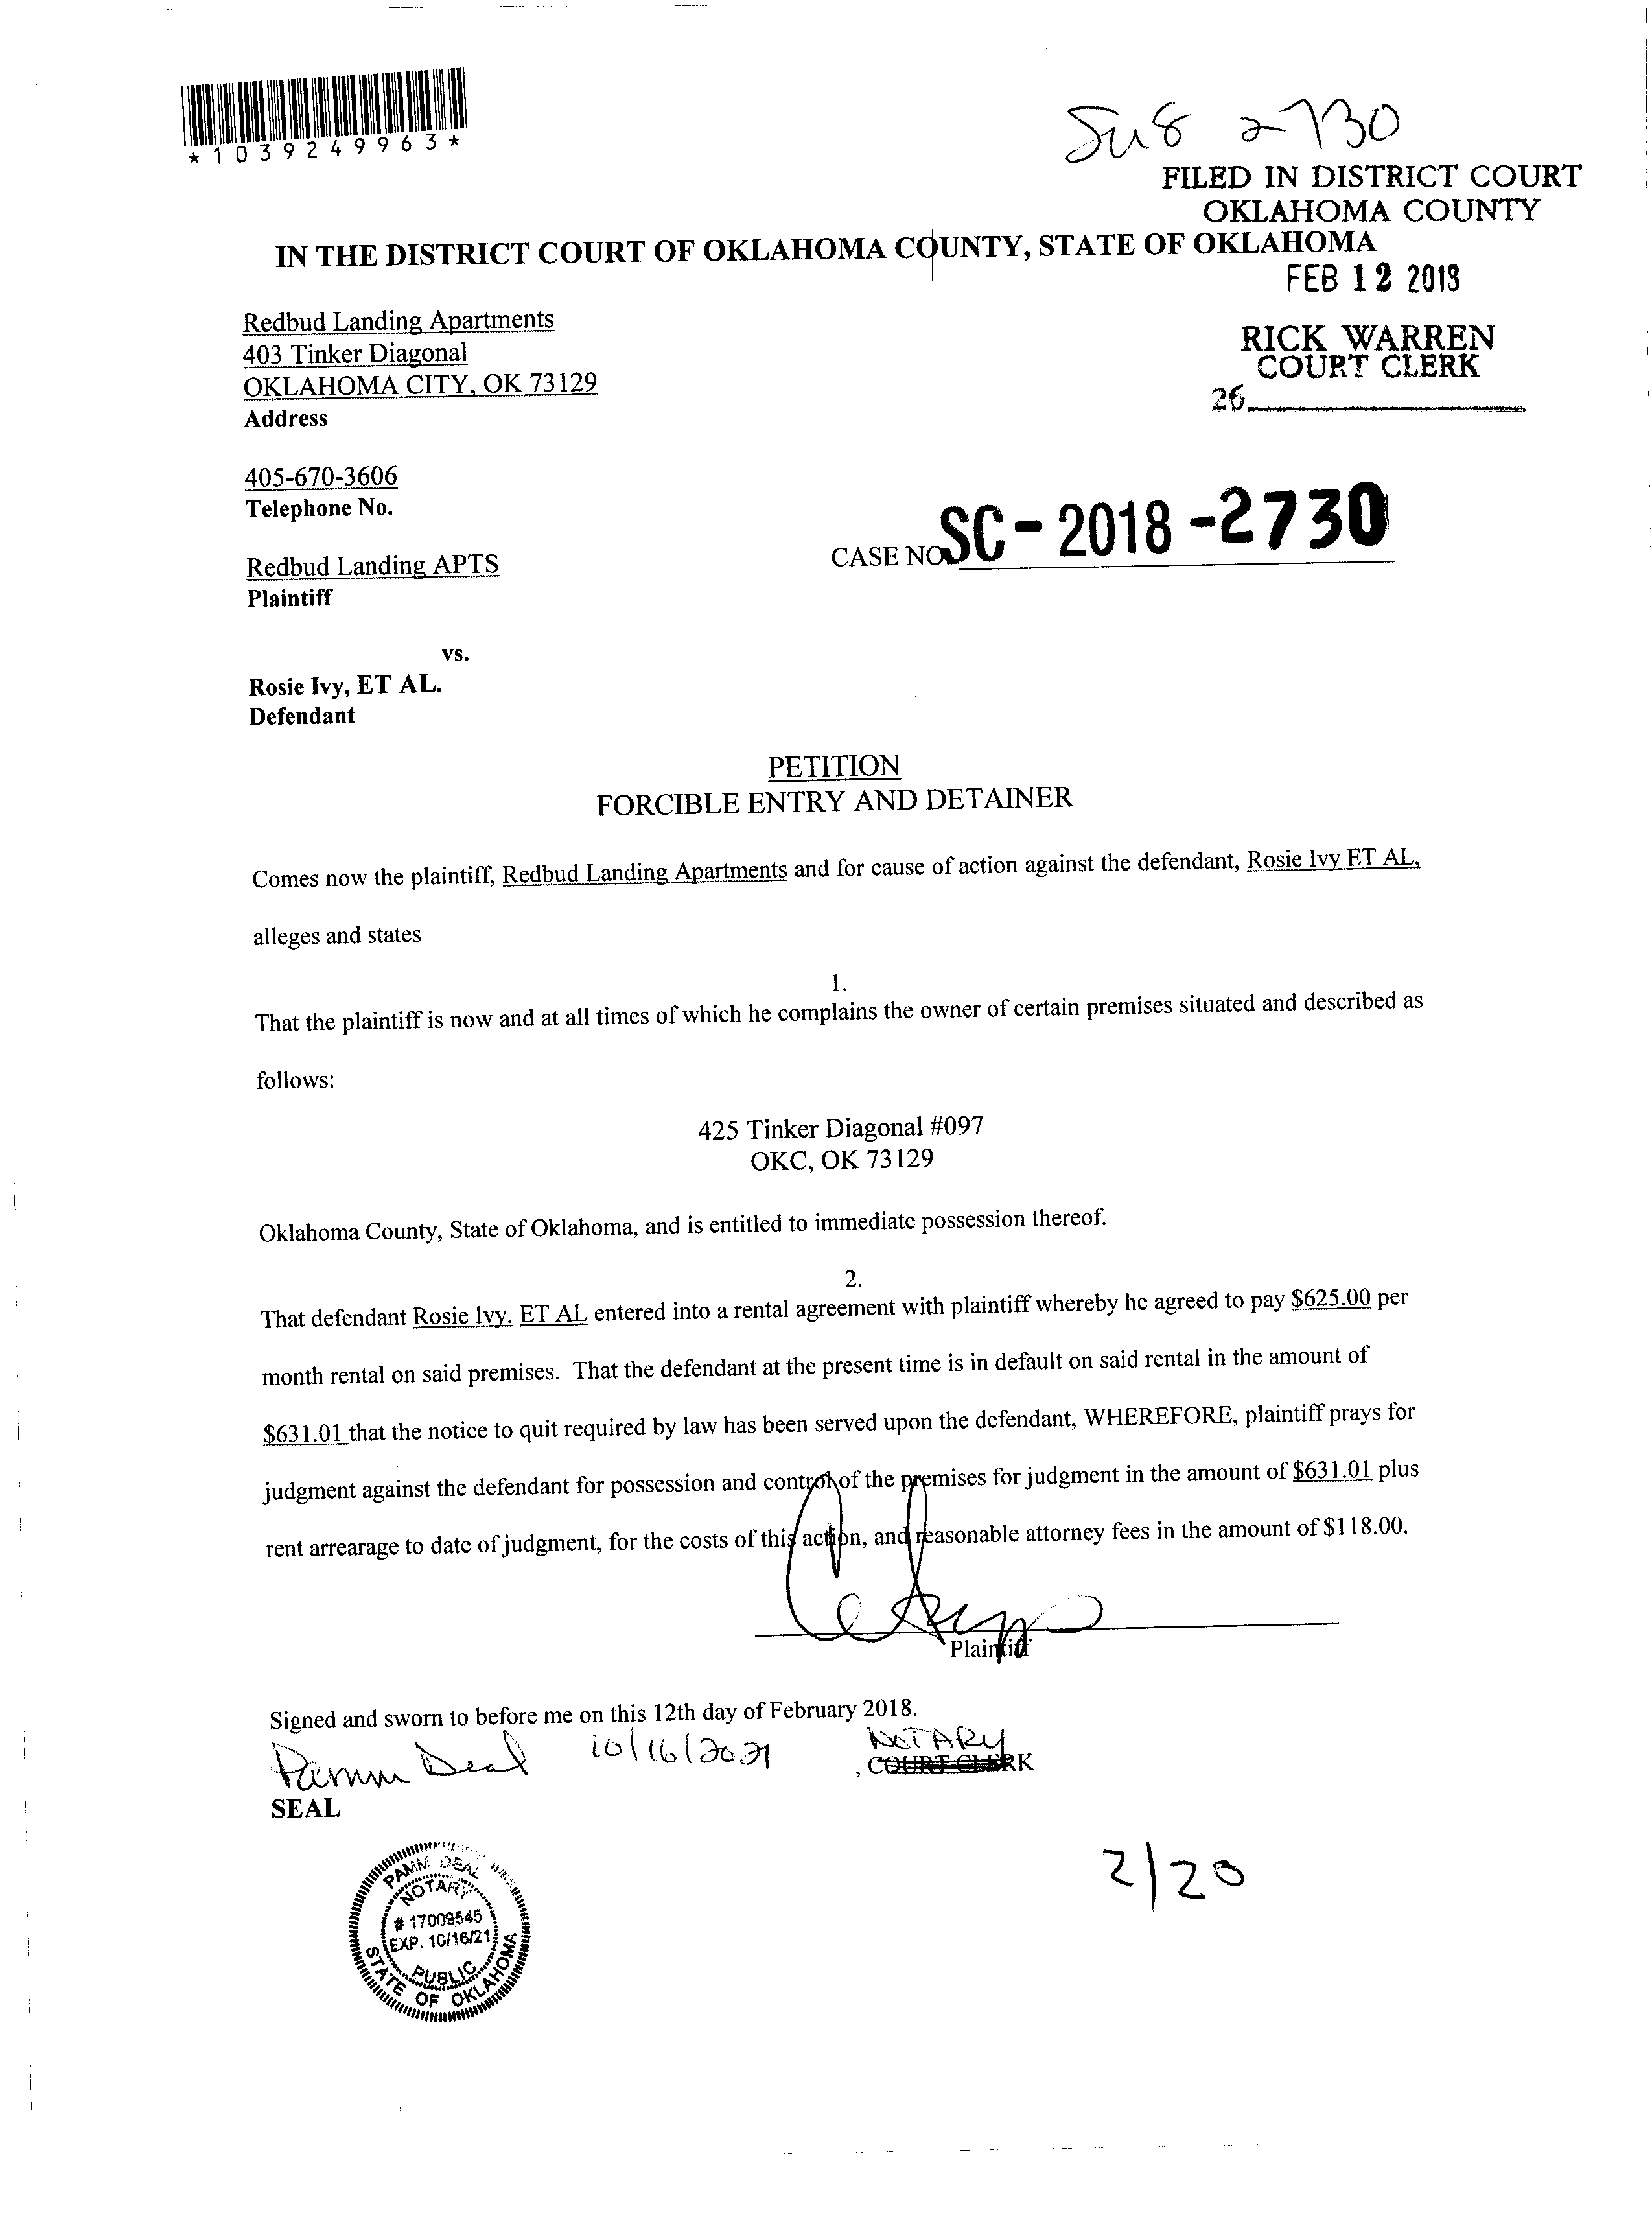 *1039249963*
FILED IN DISTRICT COURT
OKLAHOMA COUNTY
IN THE DISTRICT COURT OF OKLAHOMA COUNTY, STATE OF OKLAHOMA
FEB 12 2018
Redbud Landing Apartments
403 Tinker Diagonal
OKLAHOMA CITY, OK 73129
Address
RICK WARREN
COURT CLERK
26
405-670-3606
Telephone No.
CASE NO SC-2018-2730
Redbud Landing APTS
Plaintiff
vs.
Rosie Ivy, ET AL.
Defendant
PETITION
FORCIBLE ENTRY AND DETAINER
Comes now the plaintiff, Redbud Landing Apartments and for cause of action against the defendant, Rosie Ivy ET AL.
alleges and states
1.
That the plaintiff is now and at all times of which he complains the owner of certain premises situated and described as
follows:
425 Tinker Diagonal #097
OKC, OK 73129
Oklahoma County, State of Oklahoma, and is entitled to immediate possession thereof.
2.
That defendant Rosie Ivy. ET AL entered into a rental agreement with plaintiff whereby he agreed to pay $625.00 per
month rental on said premises. That the defendant at the present time is in default on said rental in the amount of
$631.01 that the notice to quit required by law has been served upon the defendant, WHEREFORE, plaintiff prays for
judgment against the defendant for possession and control of the premises for judgment in the amount of $631.01 plus
rent arrearage to date of judgment, for the costs of this action, and reasonable attorney fees in the amount of $118.00.
Plaintiff
Signed and sworn to before me on this 12th day of February 2018.
Pamm Deal 10/16/2021 NOTARY
, COURT CLERK
SEAL
PAMM DEAL
NOTARY
# 17009545
EXP. 10/16/21
PUBLIC
STATE OF OKLAHOMA
2/20